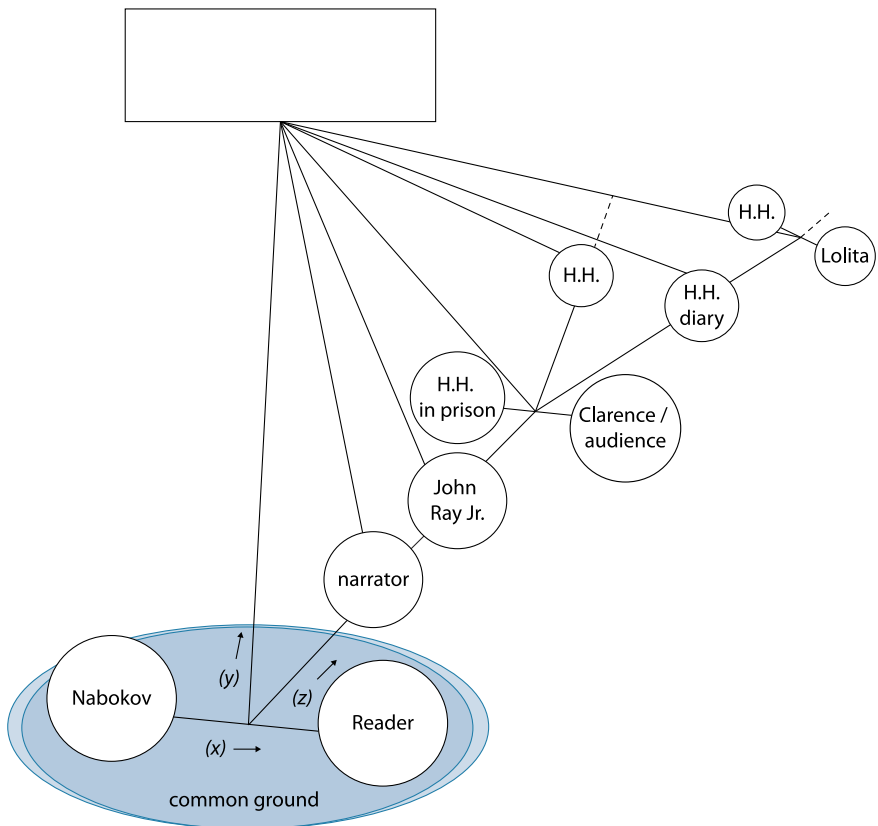 H.H.
Lolita
H.H.
H.H.
diary
H.H.
in prison
Clarence /
audience
John
Ray Jr.
narrator
(y)
(z)
Nabokov
Reader
(x)
common ground